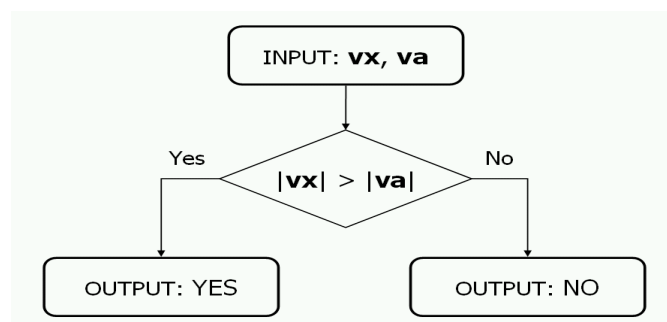 INPUT: vx, va
Yes
No
|vx| > |va|
OUTPUT: YES
OUTPUT: NO